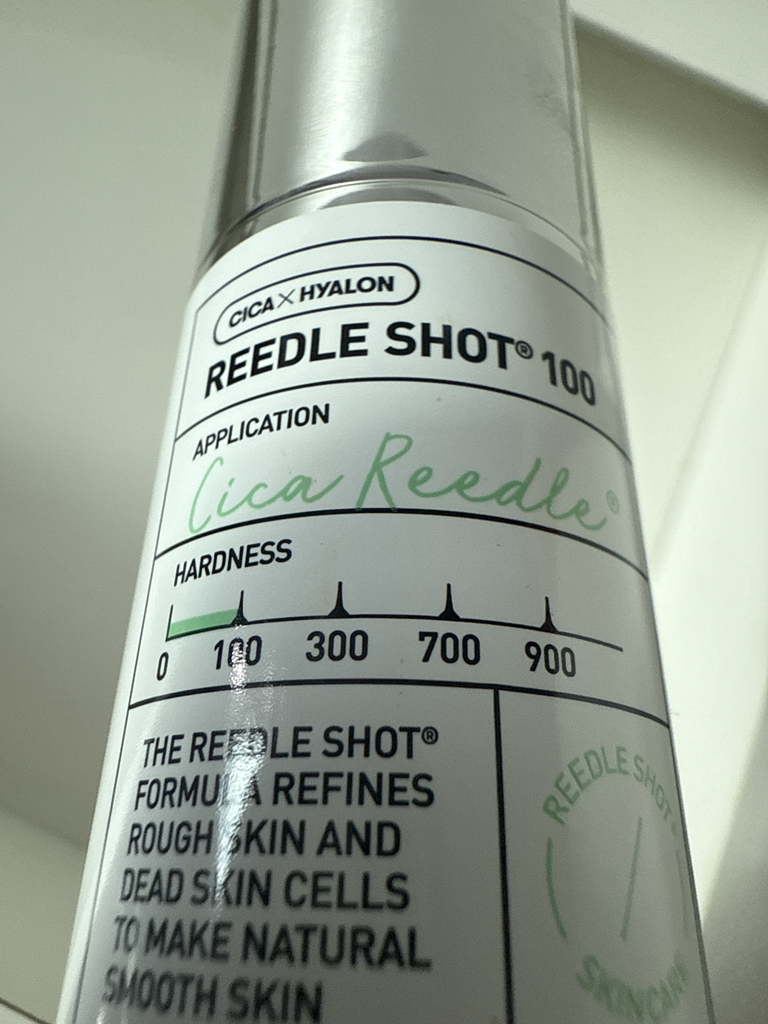 CICA X HYALON
REEDLE SHOT® 100
APPLICATION
Cica Reedle®
HARDNESS
0 100 300 700 900
THE REEDLE SHOT®
FORMULA REFINES
ROUGH SKIN AND
DEAD SKIN CELLS
TO MAKE NATURAL
SMOOTH SKIN
REEDLE SHOT®
SKINCARE